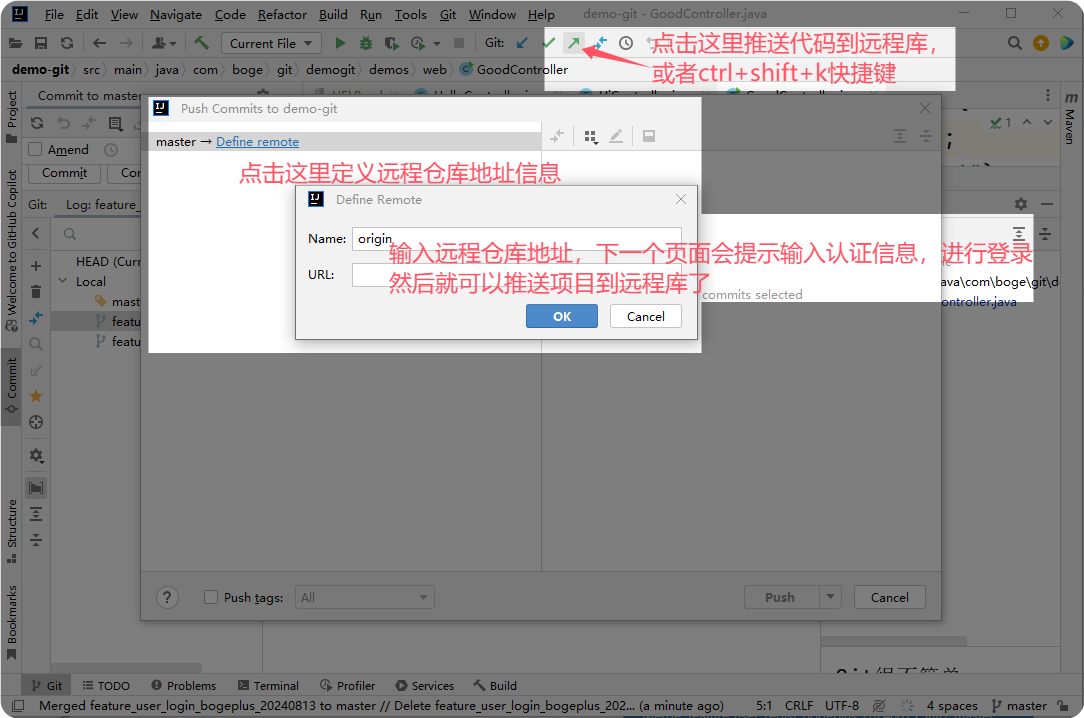 File Edit View Navigate Code Refactor Build Run Tools Git Window Help demo-git - GoodController.java
Current File Git:
点击这里推送代码到远程库，
或者ctrl+shift+k快捷键
demo-git src main java com boge git demogit demos web GoodController
Commit to master
Push Commits to demo-git
master → Define remote
点击这里定义远程仓库地址信息
Define Remote
Name: origin
URL:
输入远程仓库地址，下一个页面会提示输入认证信息，进行登录
然后就可以推送项目到远程库了
OK Cancel
commits selected
ava\com\boge\git\d
ontroller.java
1
Project
Amend
Commit
Git: Log: feature_
Welcome to GitHub Copilot
HEAD (Curr
Local
mast
featu
featu
Commit
Structure
Bookmarks
Maven
? Push tags: All Push Cancel
Git TODO Problems Terminal Profiler Services Build
Merged feature_user_login_bogeplus_20240813 to master // Delete feature_user_login_bogeplus_202... (a minute ago) 5:1 CRLF UTF-8 4 spaces master